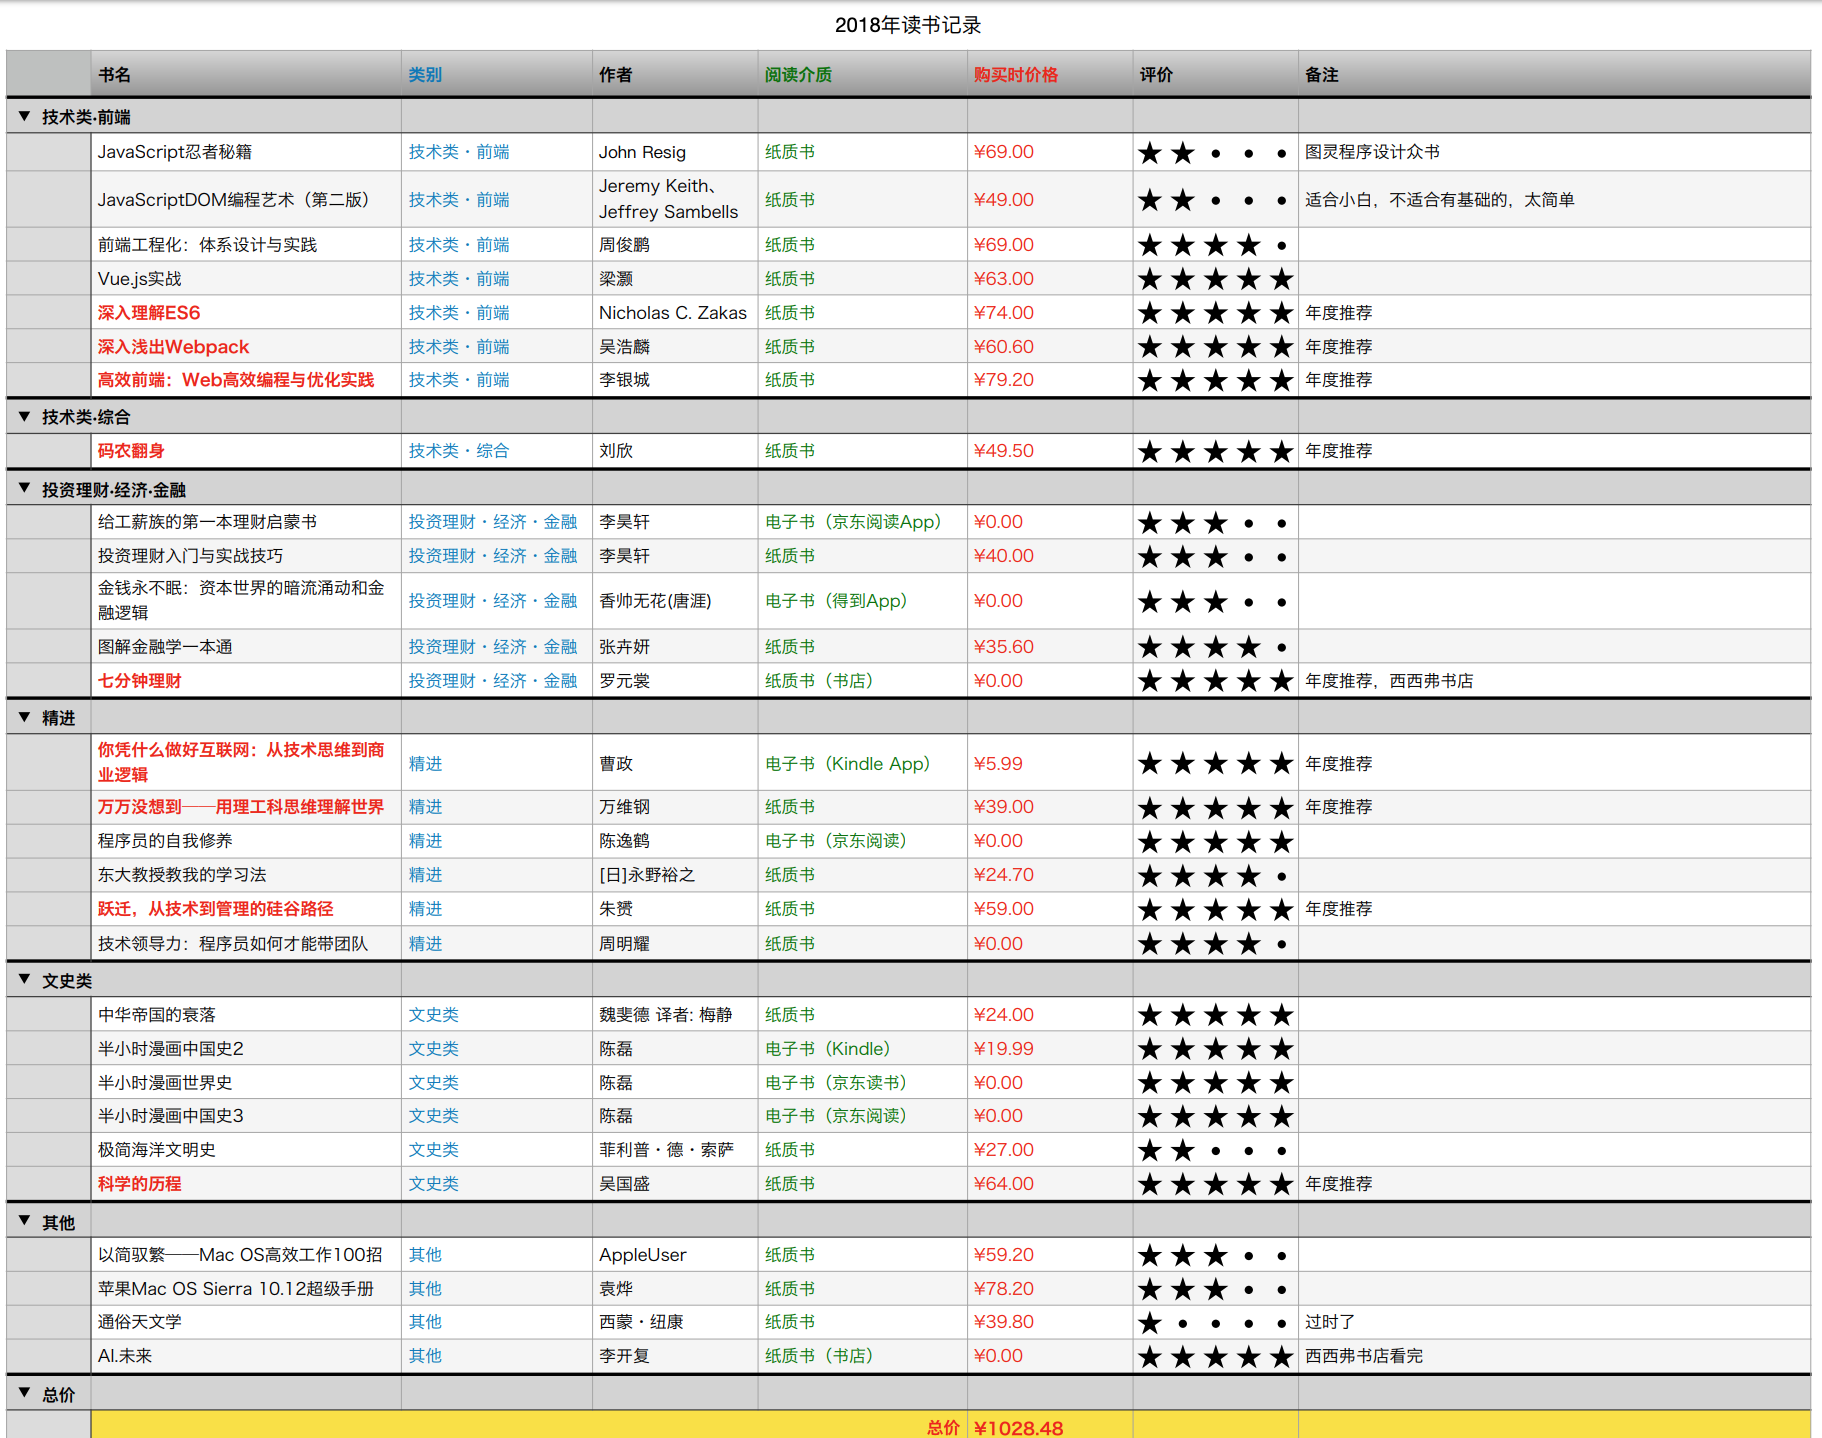 2018年读书记录
书名 类别 作者 阅读介质 购买时价格 评价 备注
▼ 技术类·前端
JavaScript忍者秘籍 技术类·前端 John Resig 纸质书 ¥69.00 ★★••• 图灵程序设计众书
JavaScriptDOM编程艺术（第二版） 技术类·前端 Jeremy Keith、
Jeffrey Sambells 纸质书 ¥49.00 ★★••• 适合小白，不适合有基础的，太简单
前端工程化：体系设计与实践 技术类·前端 周俊鹏 纸质书 ¥69.00 ★★★★•
Vue.js实战 技术类·前端 梁灏 纸质书 ¥63.00 ★★★★★
深入理解ES6 技术类·前端 Nicholas C. Zakas 纸质书 ¥74.00 ★★★★★ 年度推荐
深入浅出Webpack 技术类·前端 吴浩麟 纸质书 ¥60.60 ★★★★★ 年度推荐
高效前端：Web高效编程与优化实践 技术类·前端 李银城 纸质书 ¥79.20 ★★★★★ 年度推荐
▼ 技术类·综合
码农翻身 技术类·综合 刘欣 纸质书 ¥49.50 ★★★★★ 年度推荐
▼ 投资理财·经济·金融
给工薪族的第一本理财启蒙书 投资理财·经济·金融 李昊轩 电子书（京东阅读App） ¥0.00 ★★★••
投资理财入门与实战技巧 投资理财·经济·金融 李昊轩 纸质书 ¥40.00 ★★★••
金钱永不眠：资本世界的暗流涌动和金
融逻辑 投资理财·经济·金融 香帅无花(唐涯) 电子书（得到App） ¥0.00 ★★★••
图解金融学一本通 投资理财·经济·金融 张卉妍 纸质书 ¥35.60 ★★★★•
七分钟理财 投资理财·经济·金融 罗元裳 纸质书（书店） ¥0.00 ★★★★★ 年度推荐，西西弗书店
▼ 精进
你凭什么做好互联网：从技术思维到商
业逻辑 精进 曹政 电子书（Kindle App） ¥5.99 ★★★★★ 年度推荐
万万没想到——用理工科思维理解世界 精进 万维钢 纸质书 ¥39.00 ★★★★★ 年度推荐
程序员的自我修养 精进 陈逸鹤 电子书（京东阅读） ¥0.00 ★★★★★
东大教授教我的学习法 精进 [日]永野裕之 纸质书 ¥24.70 ★★★★•
跃迁，从技术到管理的硅谷路径 精进 朱赟 纸质书 ¥59.00 ★★★★★ 年度推荐
技术领导力：程序员如何才能带团队 精进 周明耀 纸质书 ¥0.00 ★★★★•
▼ 文史类
中华帝国的衰落 文史类 魏斐德 译者: 梅静 纸质书 ¥24.00 ★★★★★
半小时漫画中国史2 文史类 陈磊 电子书（Kindle） ¥19.99 ★★★★★
半小时漫画世界史 文史类 陈磊 电子书（京东读书） ¥0.00 ★★★★★
半小时漫画中国史3 文史类 陈磊 电子书（京东阅读） ¥0.00 ★★★★★
极简海洋文明史 文史类 菲利普·德·索萨 纸质书 ¥27.00 ★★•••
科学的历程 文史类 吴国盛 纸质书 ¥64.00 ★★★★★ 年度推荐
▼ 其他
以简驭繁——Mac OS高效工作100招 其他 AppleUser 纸质书 ¥59.20 ★★★••
苹果Mac OS Sierra 10.12超级手册 其他 袁烨 纸质书 ¥78.20 ★★★••
通俗天文学 其他 西蒙·纽康 纸质书 ¥39.80 ★•••• 过时了
AI.未来 其他 李开复 纸质书（书店） ¥0.00 ★★★★★ 西西弗书店看完
▼ 总价
总价 ¥1028.48